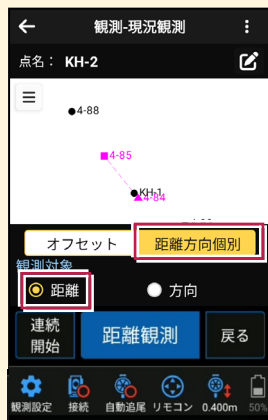 観測-現況観測
点名： KH-2
4-88
4-85
KH-1
4-84
オフセット 距離方向個別
観測対象
距離 方向
連続
開始
距離観測
戻る
観測設定 接続 自動追尾 リモコン 0.400m 50%